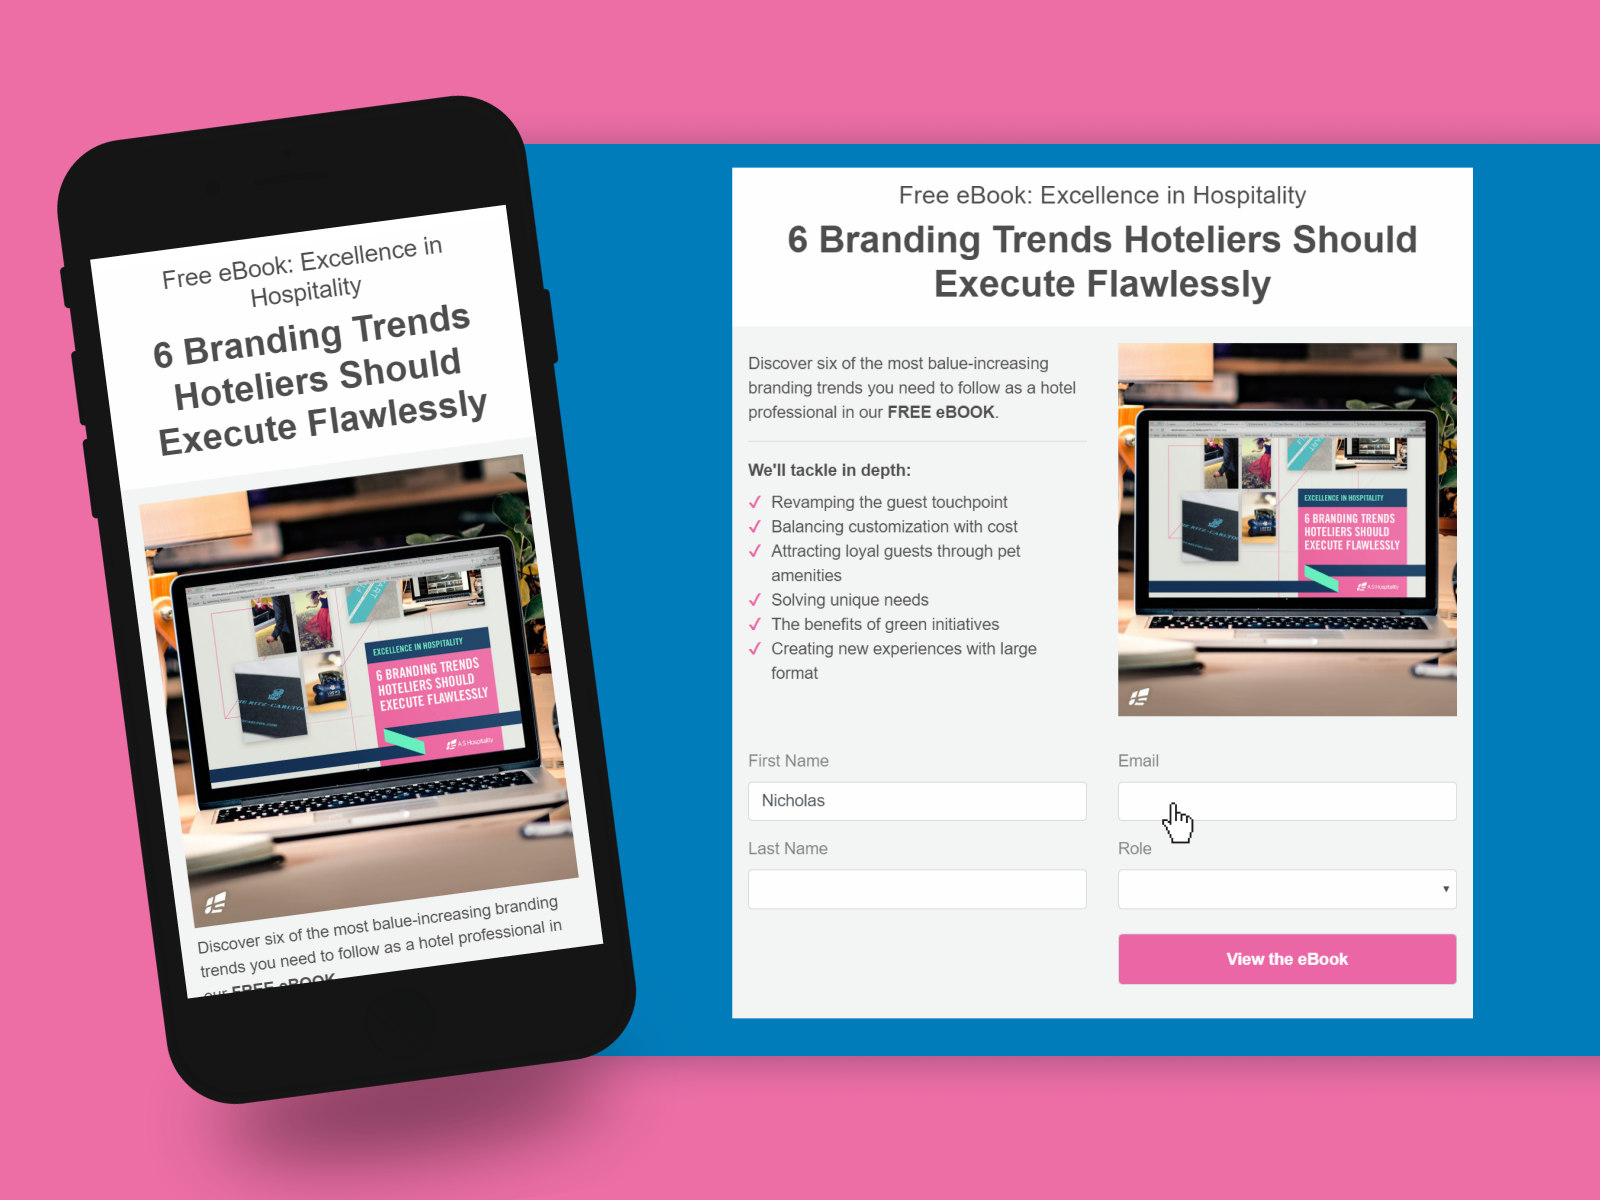 Free eBook: Excellence in
Hospitality
6 Branding Trends
Hoteliers Should
Execute Flawlessly
EXCELLENCE IN HOSPITALITY
6 BRANDING TRENDS
HOTELIERS SHOULD
EXECUTE FLAWLESSLY
A S Hospitality
Discover six of the most balue-increasing branding
trends you need to follow as a hotel professional in
our FREE eBOOK
Free eBook: Excellence in Hospitality
6 Branding Trends Hoteliers Should
Execute Flawlessly
Discover six of the most balue-increasing
branding trends you need to follow as a hotel
professional in our FREE eBOOK.
We'll tackle in depth:
Revamping the guest touchpoint
Balancing customization with cost
Attracting loyal guests through pet
amenities
Solving unique needs
The benefits of green initiatives
Creating new experiences with large
format
EXCELLENCE IN HOSPITALITY
6 BRANDING TRENDS
HOTELIERS SHOULD
EXECUTE FLAWLESSLY
A S Hospitality
First Name
Nicholas
Email
Last Name
Role
View the eBook